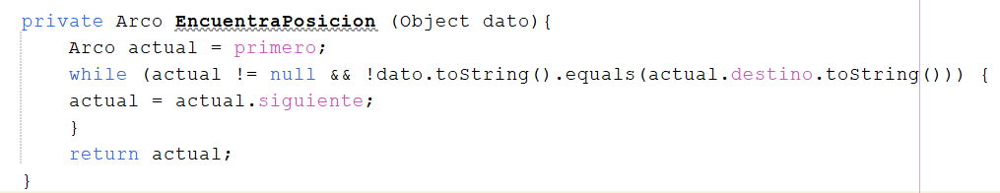 private Arco EncuentraPosicion (Object dato){
    Arco actual = primero;
    while (actual != null && !dato.toString().equals(actual.destino.toString())) {
    actual = actual.siguiente;
    }
    return actual;
}